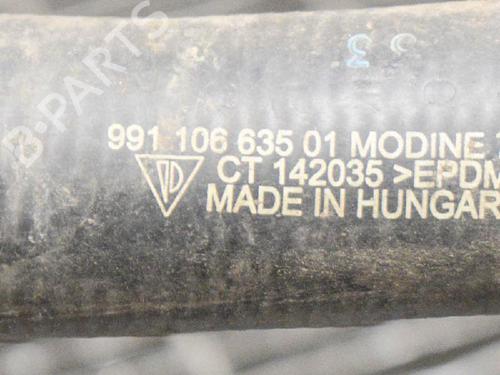 B-PARTS
991 106 635 01 MODINE
CT 142035 >EPDM
MADE IN HUNGAR